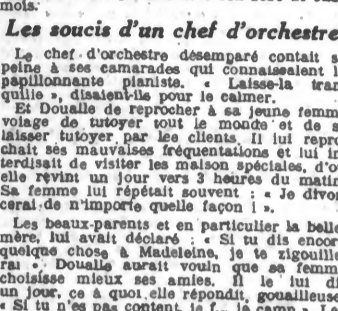 mois.
Les soucis d'un chef d'orchestre
Le chef d'orchestre désemparé contait s
peine à ses camarades qui connaissaient l
papillonnante pianiste. « Laisse-la tran
quille », disaient-ils pour le calmer.
Et Doualle de reprocher à sa jeune femm
volage de tutoyer tout le monde et de s
laisser tutoyer par les clients. Il lui repro
chait ses mauvaises fréquentations et lui in
terdisait de visiter les maison spéciales, d'o
elle revint un jour vers 3 heures du matin
Sa femme lui répétait souvent : « Je divor
cerai de n'importe quelle façon ! ».
Les beaux-parents et en particulier la belle
mère, lui avait déclaré : « Si tu dis encor
quelque chose à Madeleine, je te zigouille
rai ». Doualle aurait voulu que sa femm
choisisse mieux ses amies. Il le lui di
un jour, ce à quoi elle répondit, gouailleuse
« Si tu n'es pas content, je f... le camp ». Le